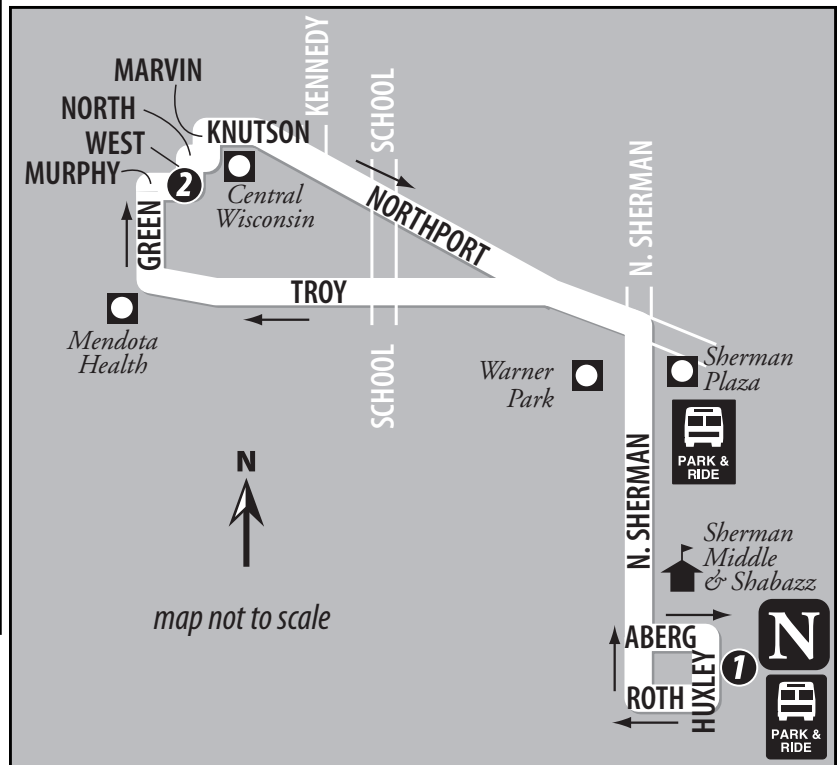 MARVIN
NORTH
WEST
MURPHY
KNUTSON
KENNEDY
SCHOOL
2
Central
Wisconsin
GREEN
NORTHPORT
N. SHERMAN
TROY
Mendota
Health
SCHOOL
Warner
Park
Sherman
Plaza
PARK &
RIDE
N
map not to scale
N. SHERMAN
Sherman
Middle
& Shabazz
ABERG
HUXLEY
1
N
ROTH
PARK &
RIDE